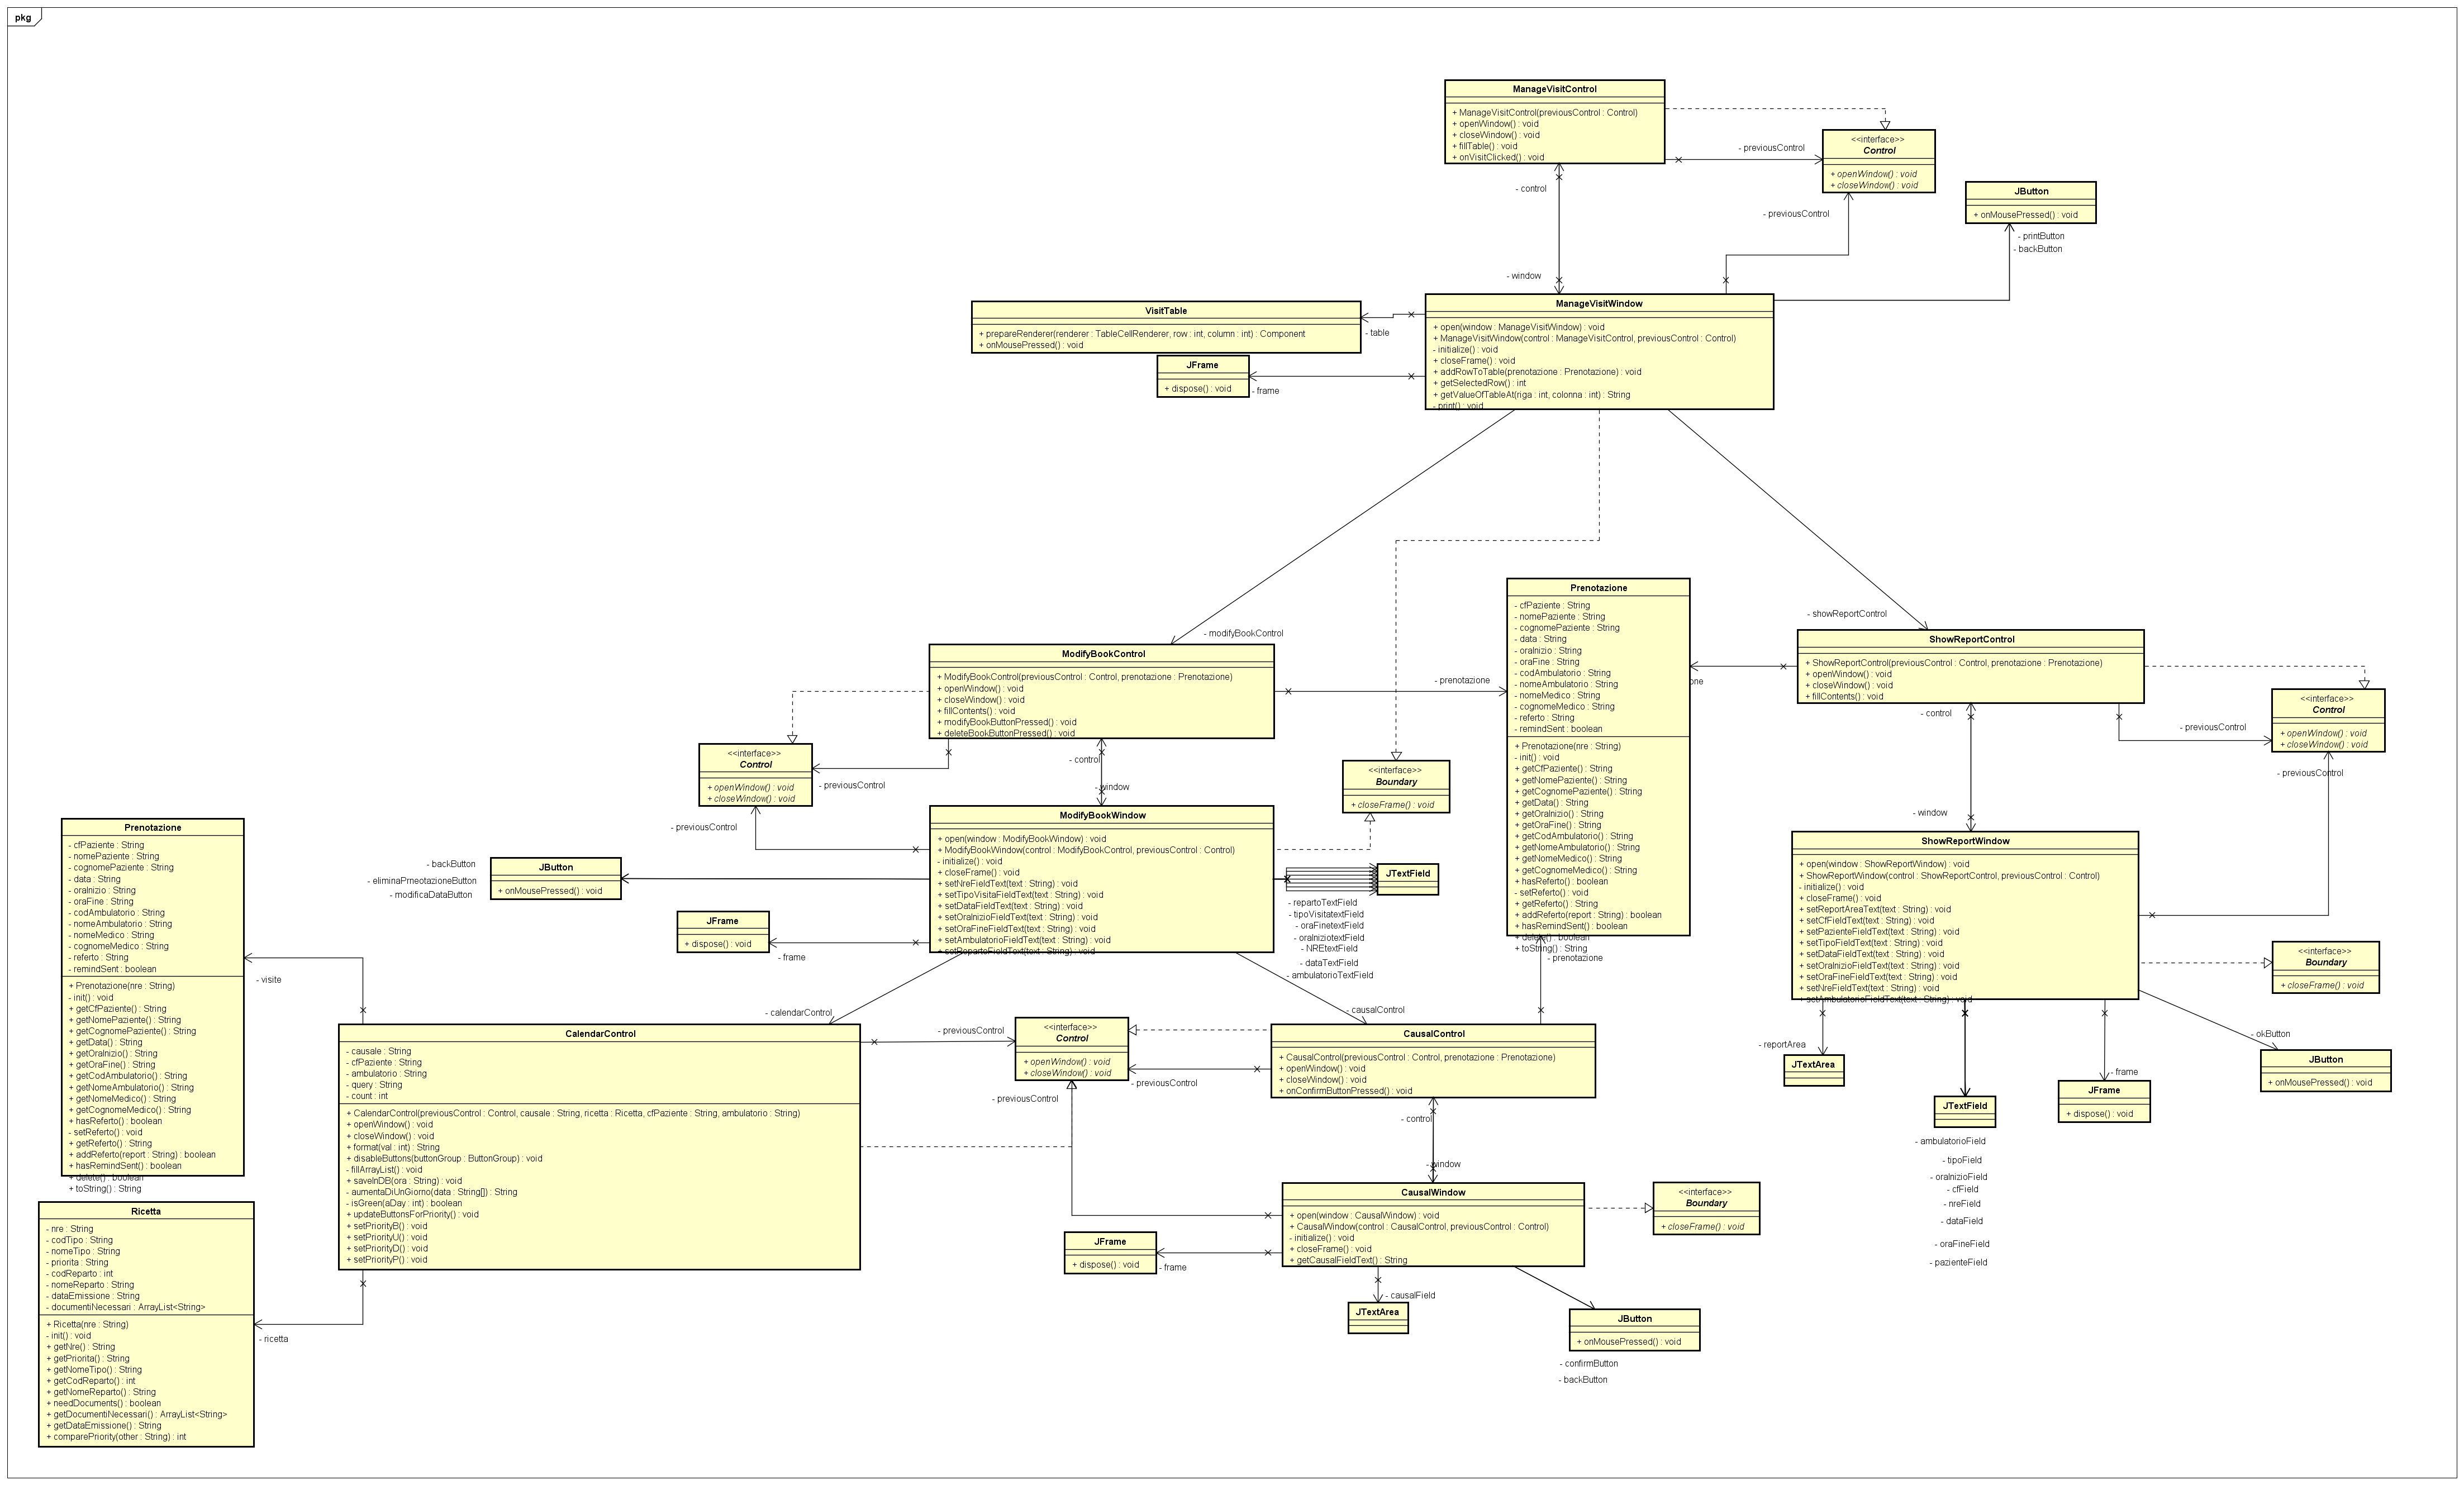 pkg
ManageVisitControl
+ ManageVisitControl(previousControl : Control)
+ openWindow() : void
+ closeWindow() : void
+ fillTable() : void
+ onVisitClicked() : void
- previousControl
<<interface>>
Control
+ openWindow() : void
+ closeWindow() : void
- control
- previousControl
JButton
+ onMousePressed() : void
- printButton
- backButton
- window
ManageVisitWindow
+ open(window : ManageVisitWindow) : void
+ ManageVisitWindow(control : ManageVisitControl, previousControl : Control)
- initialize() : void
+ closeFrame() : void
+ addRowToTable(prenotazione : Prenotazione) : void
+ getSelectedRow() : int
+ getValueOfTableAt(riga : int, colonna : int) : String
- print() : void
VisitTable
+ prepareRenderer(renderer : TableCellRenderer, row : int, column : int) : Component
+ onMousePressed() : void
- table
JFrame
+ dispose() : void
- frame
- modifyBookControl
- showReportControl
ModifyBookControl
+ ModifyBookControl(previousControl : Control, prenotazione : Prenotazione)
+ openWindow() : void
+ closeWindow() : void
+ fillContents() : void
+ modifyBookButtonPressed() : void
+ deleteBookButtonPressed() : void
- prenotazione
Prenotazione
- cfPaziente : String
- nomePaziente : String
- cognomePaziente : String
- data : String
- oraInizio : String
- oraFine : String
- codAmbulatorio : String
- nomeAmbulatorio : String
- nomeMedico : String
- cognomeMedico : String
- referto : String
- remindSent : boolean
+ Prenotazione(nre : String)
- init() : void
+ getCfPaziente() : String
+ getNomePaziente() : String
+ getCognomePaziente() : String
+ getData() : String
+ getOraInizio() : String
+ getOraFine() : String
+ getCodAmbulatorio() : String
+ getNomeAmbulatorio() : String
+ getNomeMedico() : String
+ getCognomeMedico() : String
+ hasReferto() : boolean
- setReferto() : void
+ getReferto() : String
+ addReferto(report : String) : boolean
+ hasRemindSent() : boolean
+ delete() : boolean
+ toString() : String
- prenotazione
one
ShowReportControl
+ ShowReportControl(previousControl : Control, prenotazione : Prenotazione)
+ openWindow() : void
+ closeWindow() : void
+ fillContents() : void
- control
- previousControl
<<interface>>
Control
+ openWindow() : void
+ closeWindow() : void
- previousControl
- window
<<interface>>
Control
+ openWindow() : void
+ closeWindow() : void
- previousControl
- previousControl
- control
- window
<<interface>>
Boundary
+ closeFrame() : void
ModifyBookWindow
+ open(window : ModifyBookWindow) : void
+ ModifyBookWindow(control : ModifyBookControl, previousControl : Control)
- initialize() : void
+ closeFrame() : void
+ setNreFieldText(text : String) : void
+ setTipoVisitaFieldText(text : String) : void
+ setDataFieldText(text : String) : void
+ setOraInizioFieldText(text : String) : void
+ setOraFineFieldText(text : String) : void
+ setAmbulatorioFieldText(text : String) : void
+ setRepartoFieldText(text : String) : void
- backButton
- eliminaPrneotazioneButton
- modificaDataButton
JButton
+ onMousePressed() : void
JFrame
+ dispose() : void
- frame
JTextField
- repartoTextField
- tipoVisitatextField
- oraFinetextField
- oraIniziotextField
- NREtextField
- dataTextField
- ambulatorioTextField
ShowReportWindow
+ open(window : ShowReportWindow) : void
+ ShowReportWindow(control : ShowReportControl, previousControl : Control)
- initialize() : void
+ closeFrame() : void
+ setReportAreaText(text : String) : void
+ setCfFieldText(text : String) : void
+ setPazienteFieldText(text : String) : void
+ setTipoFieldText(text : String) : void
+ setDataFieldText(text : String) : void
+ setOraInizioFieldText(text : String) : void
+ setOraFineFieldText(text : String) : void
+ setNreFieldText(text : String) : void
+ setAmbulatorioFieldText(text : String) : void
<<interface>>
Boundary
+ closeFrame() : void
- reportArea
JTextArea
- okButton
JButton
+ onMousePressed() : void
- frame
JFrame
+ dispose() : void
JTextField
- ambulatorioField
- tipoField
- oraInizioField
- cfField
- nreField
- dataField
- oraFineField
- pazienteField
Prenotazione
- cfPaziente : String
- nomePaziente : String
- cognomePaziente : String
- data : String
- oraInizio : String
- oraFine : String
- codAmbulatorio : String
- nomeAmbulatorio : String
- nomeMedico : String
- cognomeMedico : String
- referto : String
- remindSent : boolean
+ Prenotazione(nre : String)
- init() : void
+ getCfPaziente() : String
+ getNomePaziente() : String
+ getCognomePaziente() : String
+ getData() : String
+ getOraInizio() : String
+ getOraFine() : String
+ getCodAmbulatorio() : String
+ getNomeAmbulatorio() : String
+ getNomeMedico() : String
+ getCognomeMedico() : String
+ hasReferto() : boolean
- setReferto() : void
+ getReferto() : String
+ addReferto(report : String) : boolean
+ hasRemindSent() : boolean
+ delete() : boolean
+ toString() : String
- visite
- calendarControl
- causalControl
CalendarControl
- causale : String
- cfPaziente : String
- ambulatorio : String
- query : String
- count : int
+ CalendarControl(previousControl : Control, causale : String, ricetta : Ricetta, cfPaziente : String, ambulatorio : String)
+ openWindow() : void
+ closeWindow() : void
+ format(val : int) : String
+ disableButtons(buttonGroup : ButtonGroup) : void
- fillArrayList() : void
+ saveInDB(ora : String) : void
- aumentaDiUnGiorno(data : String[]) : String
- isGreen(aDay : int) : boolean
+ updateButtonsForPriority() : void
+ setPriorityB() : void
+ setPriorityU() : void
+ setPriorityD() : void
+ setPriorityP() : void
- previousControl
<<interface>>
Control
+ openWindow() : void
+ closeWindow() : void
- previousControl
- previousControl
CausalControl
+ CausalControl(previousControl : Control, prenotazione : Prenotazione)
+ openWindow() : void
+ closeWindow() : void
+ onConfirmButtonPressed() : void
- control
- window
CausalWindow
+ open(window : CausalWindow) : void
+ CausalWindow(control : CausalControl, previousControl : Control)
- initialize() : void
+ closeFrame() : void
+ getCausalFieldText() : String
<<interface>>
Boundary
+ closeFrame() : void
JFrame
+ dispose() : void
- frame
- causalField
JTextArea
JButton
+ onMousePressed() : void
- confirmButton
- backButton
Ricetta
- nre : String
- codTipo : String
- nomeTipo : String
- priorita : String
- codReparto : int
- nomeReparto : String
- dataEmissione : String
- documentiNecessari : ArrayList<String>
+ Ricetta(nre : String)
- init() : void
+ getNre() : String
+ getPriorita() : String
+ getNomeTipo() : String
+ getCodReparto() : int
+ getNomeReparto() : String
+ needDocuments() : boolean
+ getDocumentiNecessari() : ArrayList<String>
+ getDataEmissione() : String
+ comparePriority(other : String) : int
- ricetta